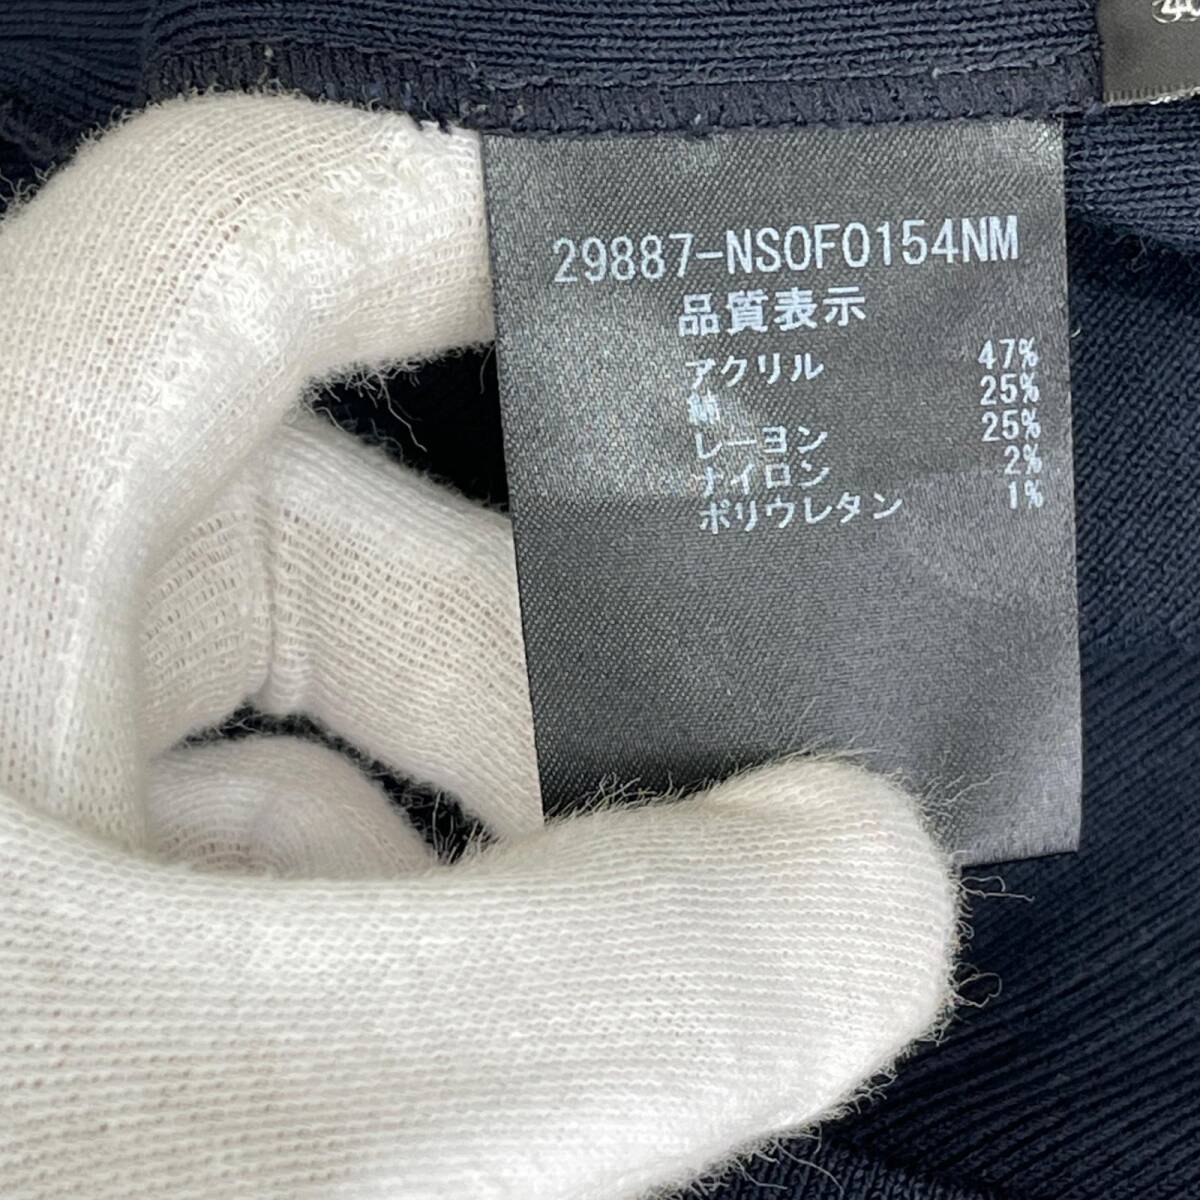 29887-NSOF0154NM
品質表示
アクリル 47%
綿 25%
レーヨン 25%
ナイロン 2%
ポリウレタン 1%